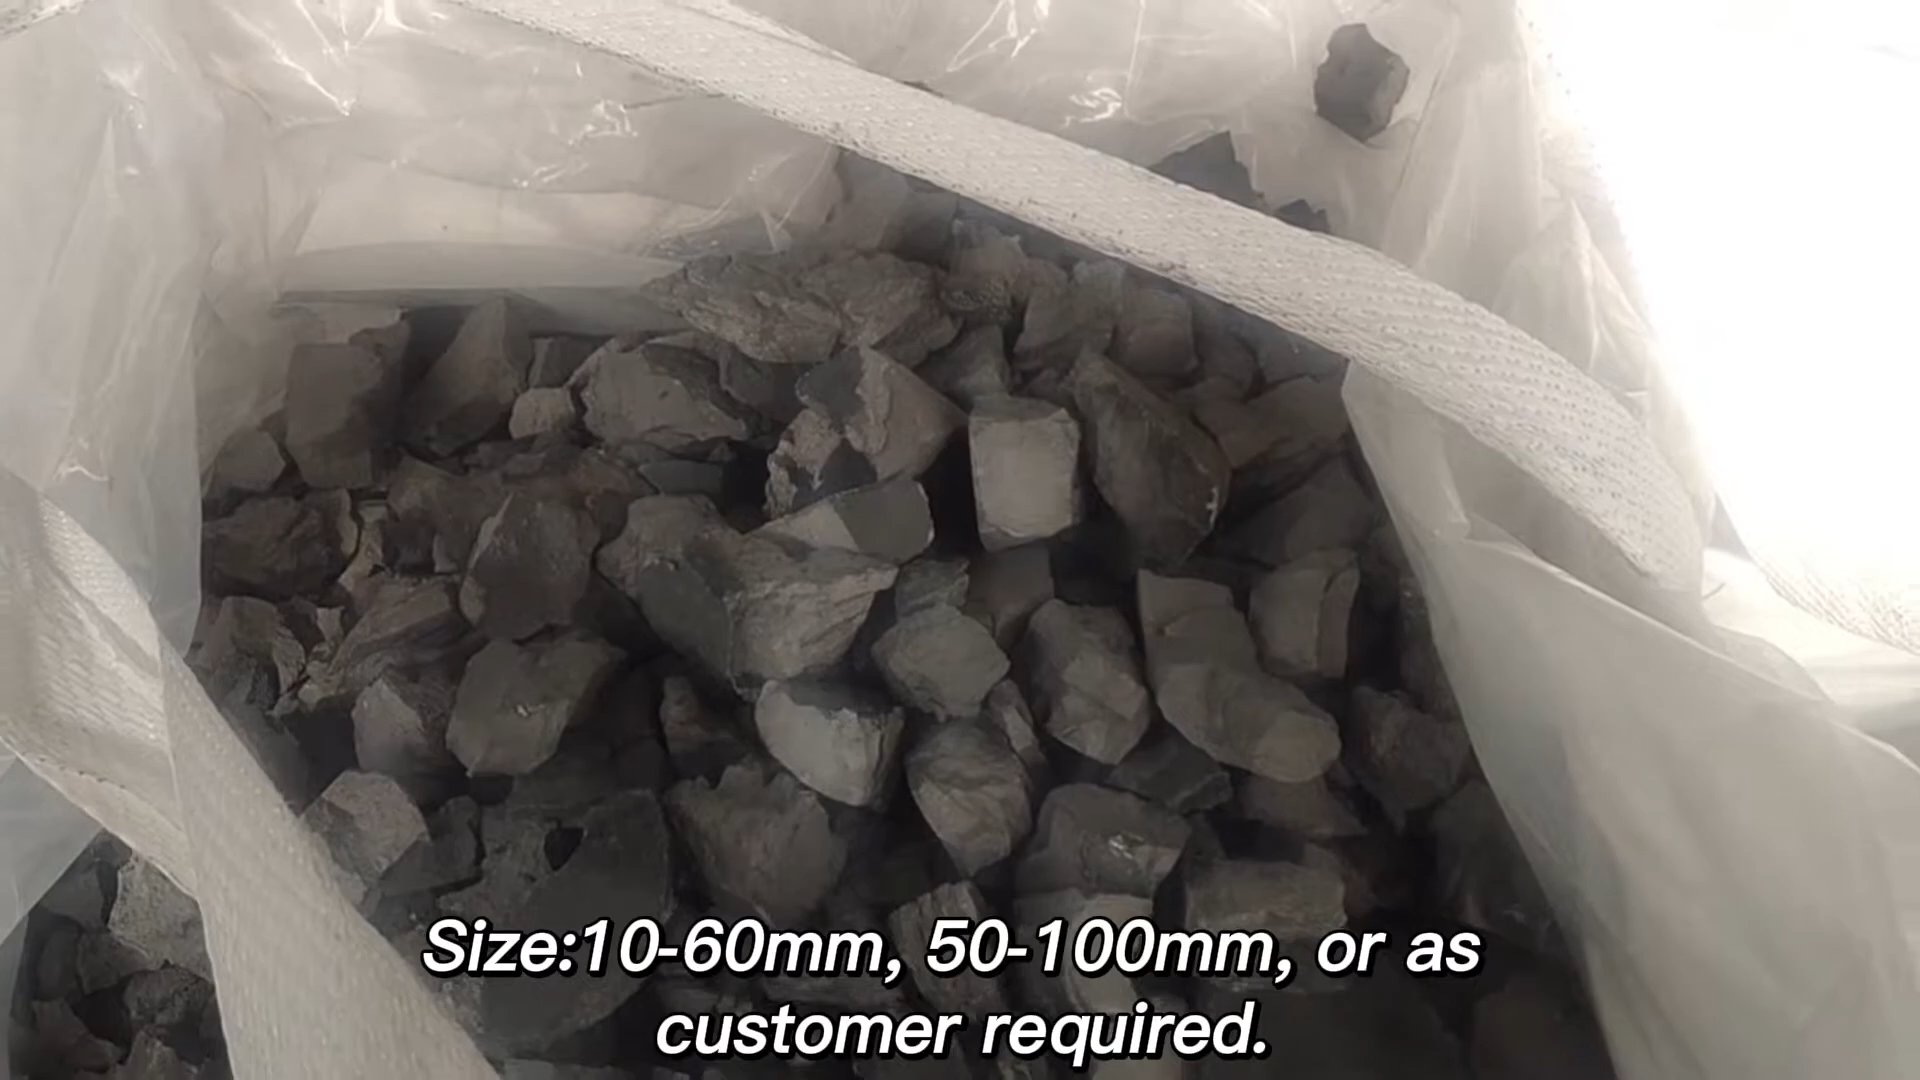 Size:10-60mm, 50-100mm, or as
customer required.